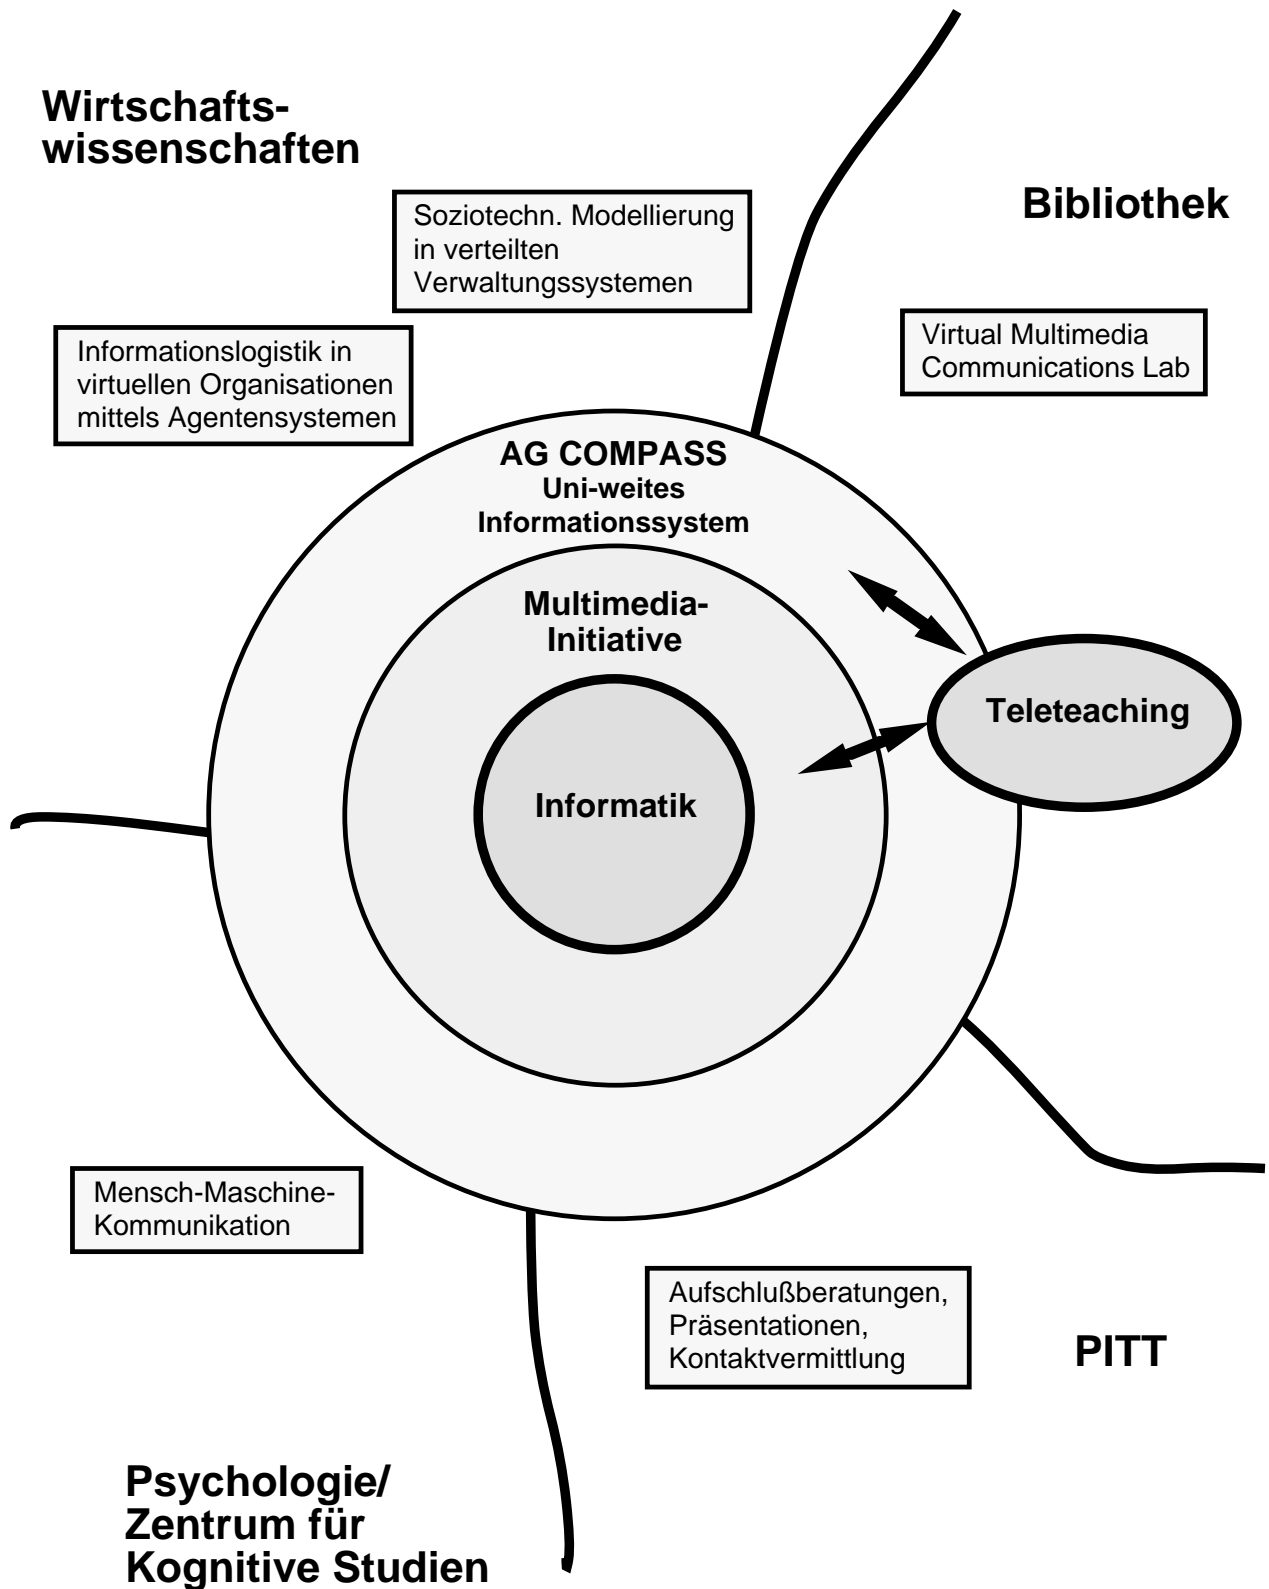 Wirtschafts-
wissenschaften
Bibliothek
Soziotechn. Modellierung
in verteilten
Verwaltungssystemen
Virtual Multimedia
Communications Lab
Informationslogistik in
virtuellen Organisationen
mittels Agentensystemen
AG COMPASS
Uni-weites
Informationssystem
Multimedia-
Initiative
Teleteaching
Informatik
Mensch-Maschine-
Kommunikation
Aufschlußberatungen,
Präsentationen,
Kontaktvermittlung
PITT
Psychologie/
Zentrum für
Kognitive Studien